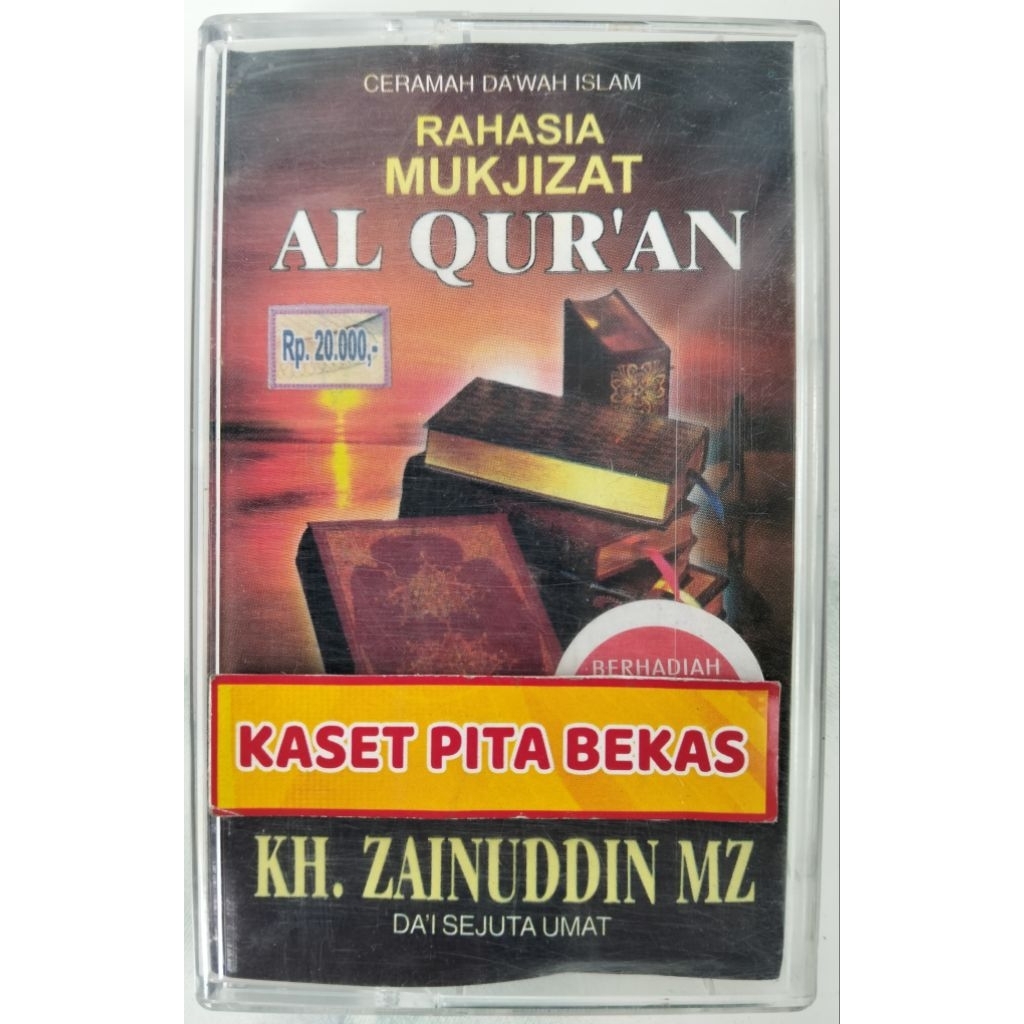 CERAMAH DA'WAH ISLAM
RAHASIA
MUKJIZAT
AL QUR'AN
Rp. 20.000,-
BERHADIAH
KASET PITA BEKAS
KH. ZAINUDDIN MZ
DA'I SEJUTA UMAT